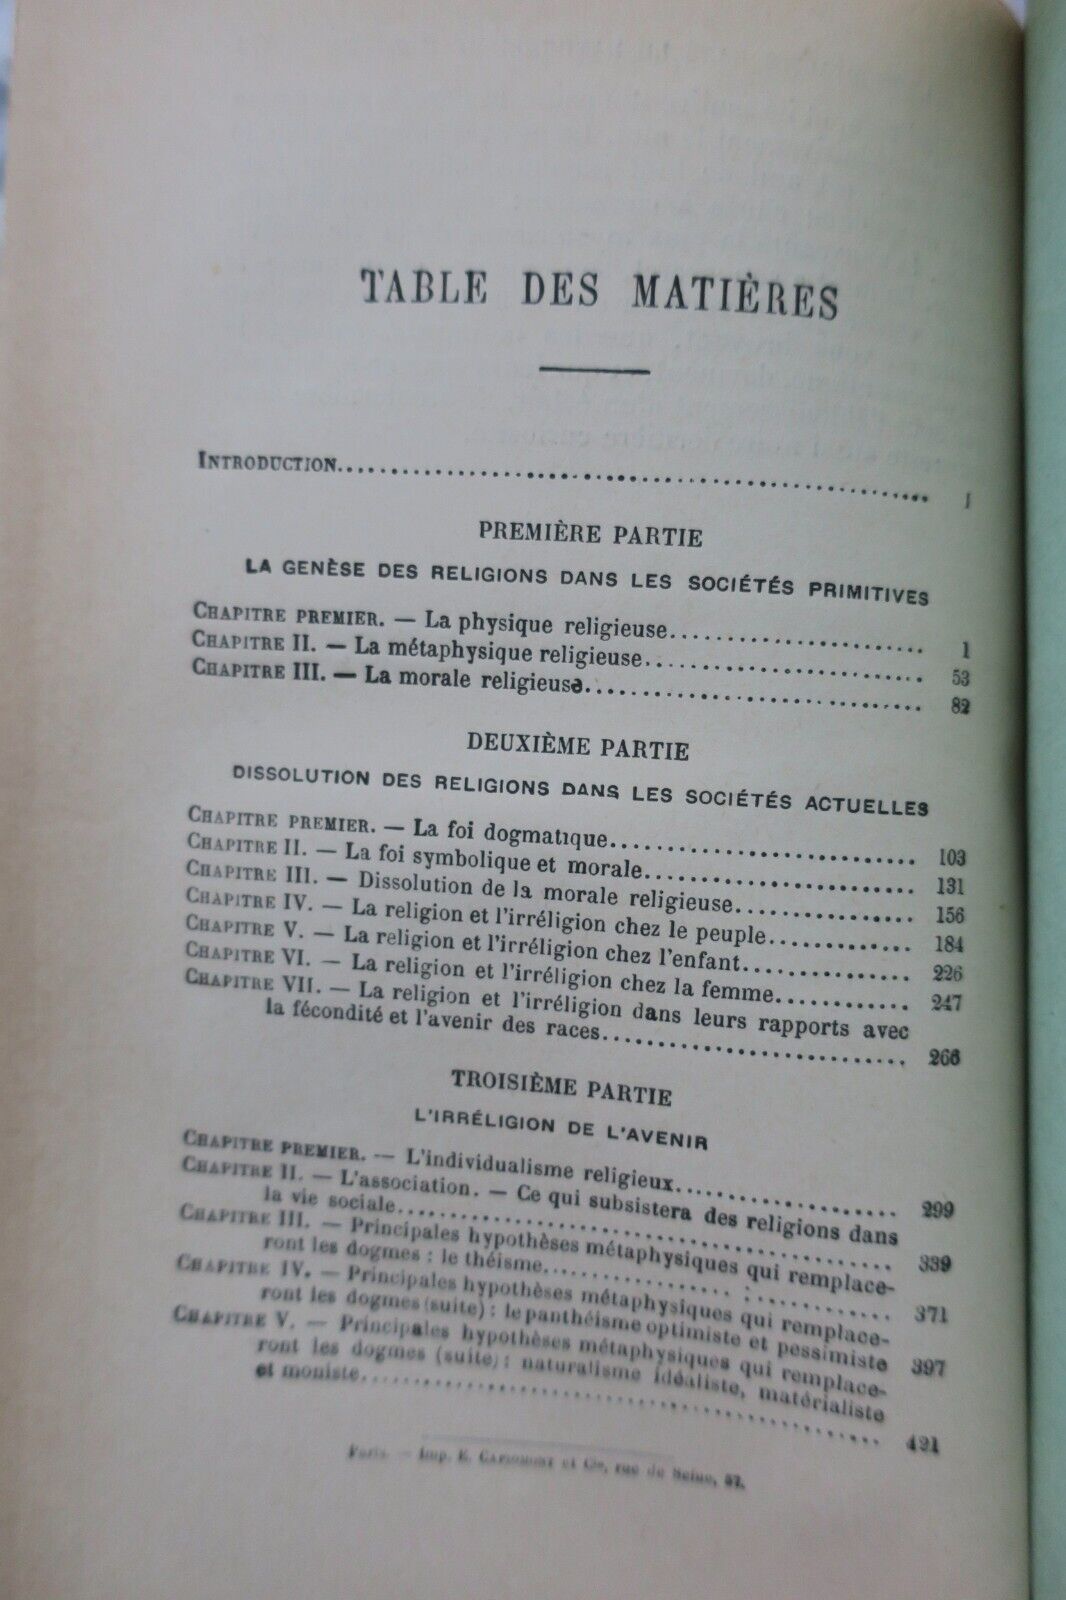 TABLE DES MATIÈRES
INTRODUCTION........ I
PREMIÈRE PARTIE
LA GENÈSE DES RELIGIONS DANS LES SOCIÉTÉS PRIMITIVES
CHAPITRE PREMIER. — La physique religieuse........ 1
CHAPITRE II. — La métaphysique religieuse........ 53
CHAPITRE III. — La morale religieuse........ 82
DEUXIÈME PARTIE
DISSOLUTION DES RELIGIONS DANS LES SOCIÉTÉS ACTUELLES
CHAPITRE PREMIER. — La foi dogmatique........ 103
CHAPITRE II. — La foi symbolique et morale........ 131
CHAPITRE III. — Dissolution de la morale religieuse........ 156
CHAPITRE IV. — La religion et l'irréligion chez le peuple........ 184
CHAPITRE V. — La religion et l'irréligion chez l'enfant........ 226
CHAPITRE VI. — La religion et l'irréligion chez la femme........ 247
CHAPITRE VII. — La religion et l'irréligion dans leurs rapports avec
la fécondité et l'avenir des races........ 266
TROISIÈME PARTIE
L'IRRÉLIGION DE L'AVENIR
CHAPITRE PREMIER. — L'individualisme religieux........ 299
CHAPITRE II. — L'association. — Ce qui subsistera des religions dans
la vie sociale........ 339
CHAPITRE III. — Principales hypothèses métaphysiques qui remplace-
ront les dogmes : le théisme........ 371
CHAPITRE IV. — Principales hypothèses métaphysiques qui remplace-
ront les dogmes (suite) : le panthéisme optimiste et pessimiste 397
CHAPITRE V. — Principales hypothèses métaphysiques qui remplace-
ront les dogmes (suite) : naturalisme idéaliste, matérialiste
et moniste........ 421
Paris. — Imp. E. CAPIOMONT et Cie, rue de Seine, 57.